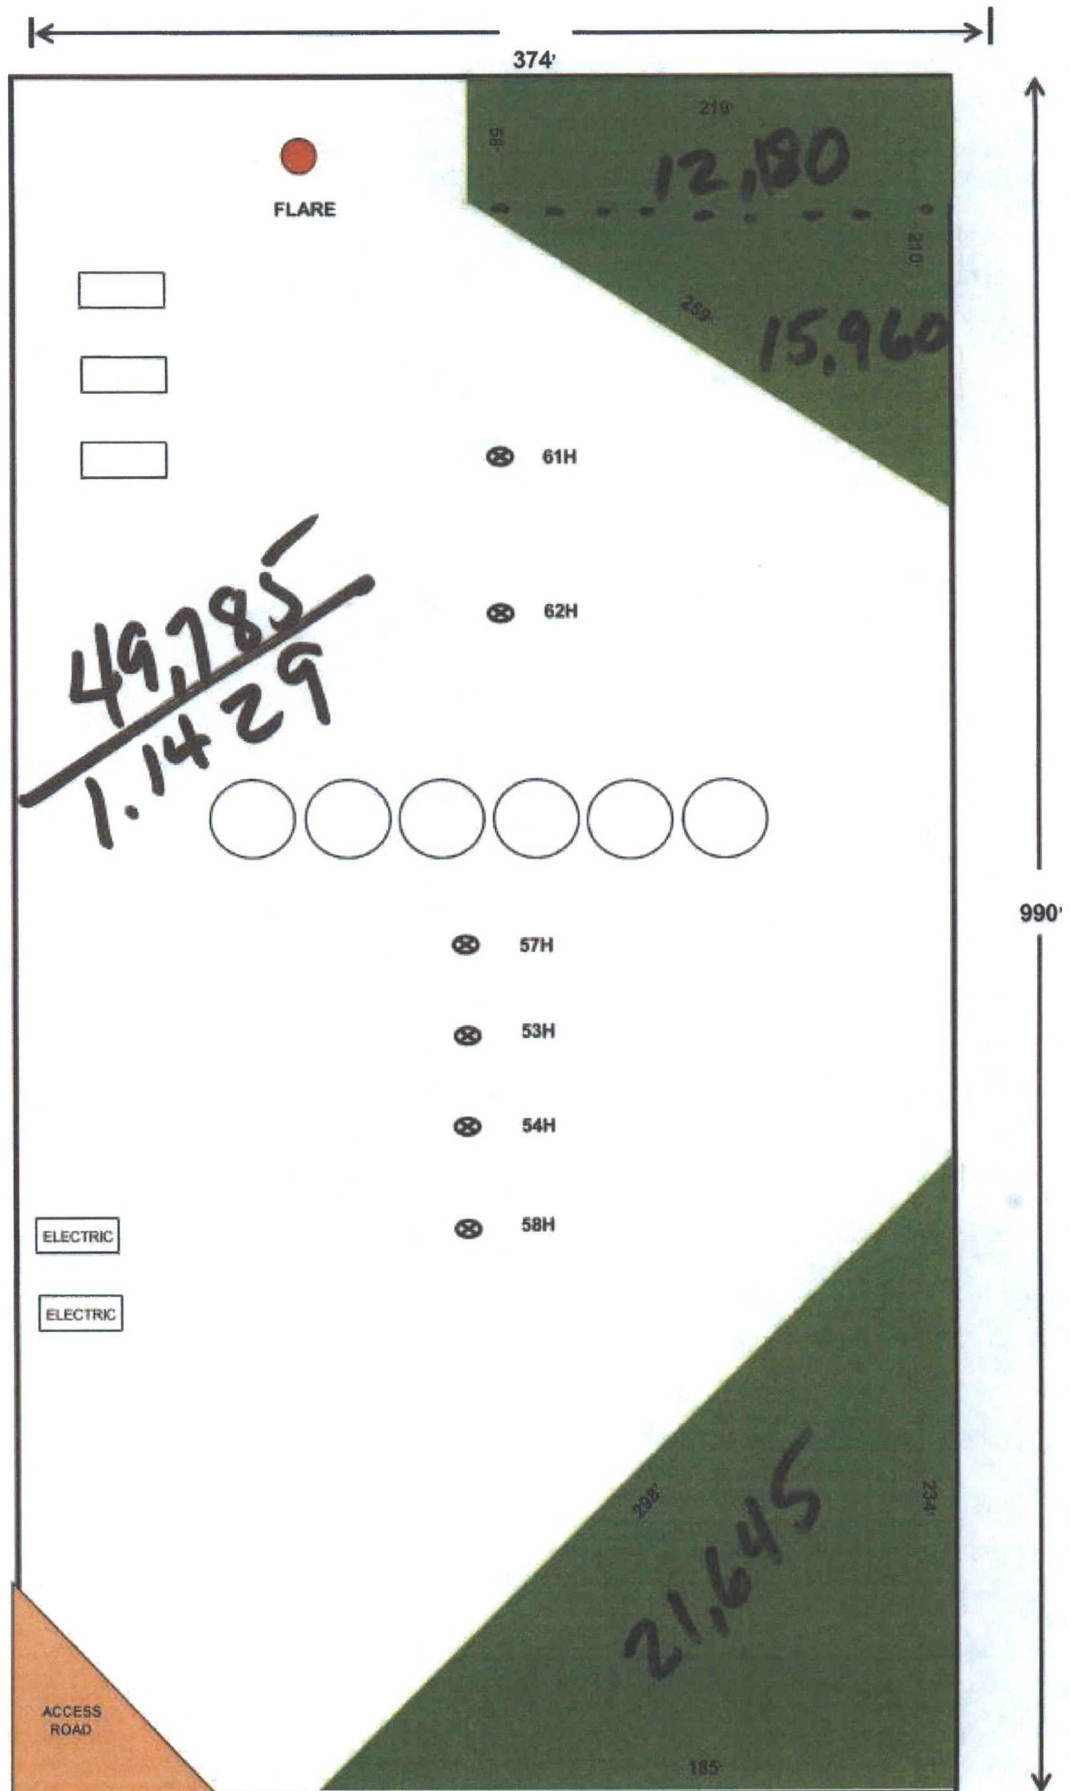 374'
58'
12,180
FLARE
210'
259'
15,960
61H
49,785
62H
1.1429
990'
57H
53H
54H
58H
ELECTRIC
ELECTRIC
298'
234'
21,645
ACCESS
ROAD
185'